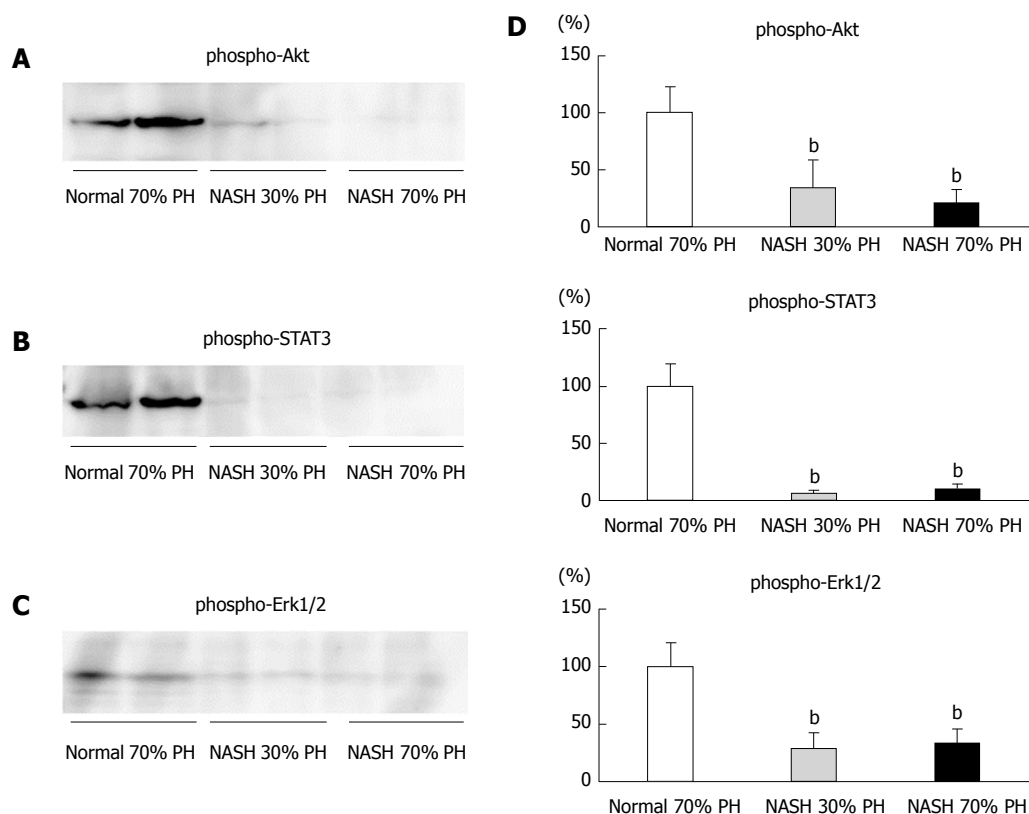 A
phospho-Akt
Normal 70% PH NASH 30% PH NASH 70% PH
B
phospho-STAT3
Normal 70% PH NASH 30% PH NASH 70% PH
C
phospho-Erk1/2
Normal 70% PH NASH 30% PH NASH 70% PH
D
(%)
phospho-Akt
150
100
50
0
b
b
Normal 70% PH NASH 30% PH NASH 70% PH
(%)
phospho-STAT3
150
100
50
0
b
b
Normal 70% PH NASH 30% PH NASH 70% PH
(%)
phospho-Erk1/2
150
100
50
0
b
b
Normal 70% PH NASH 30% PH NASH 70% PH